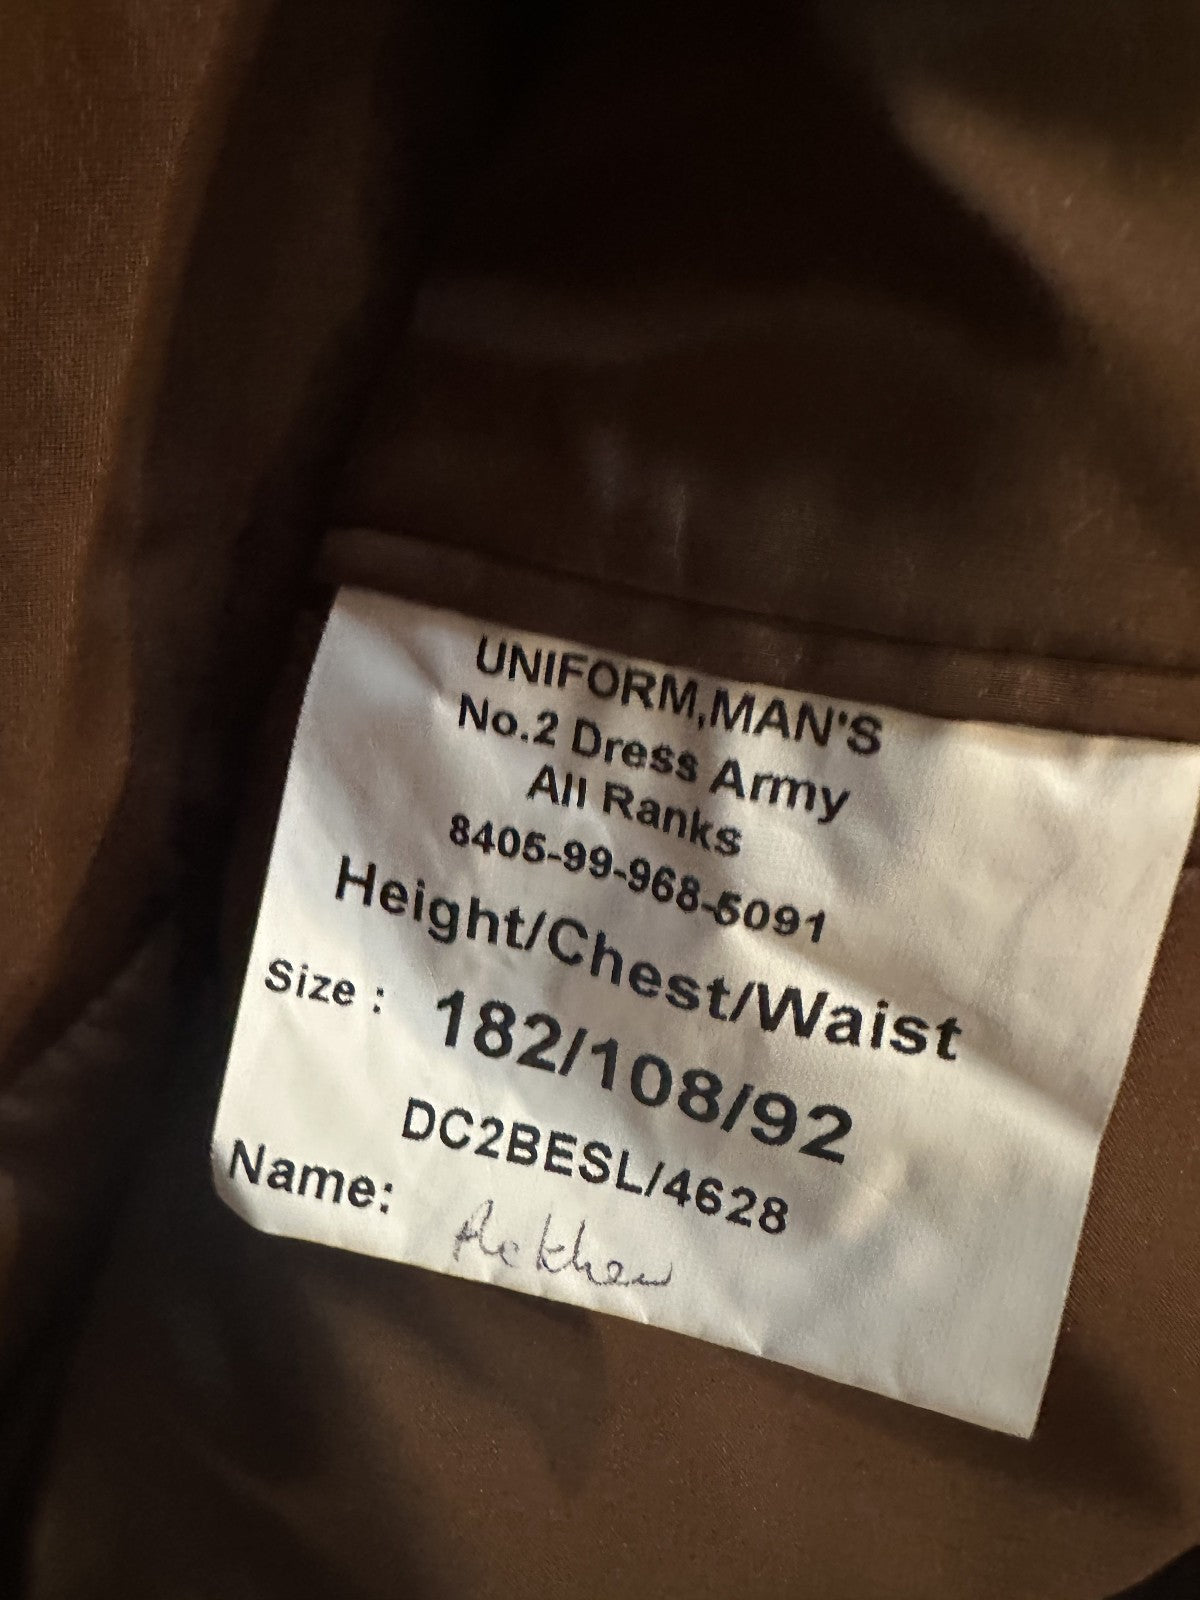 UNIFORM,MAN'S
No.2 Dress Army
All Ranks
8405-99-968-6091
Height/Chest/Waist
Size : 182/108/92
DC2BESL/4628
Name: